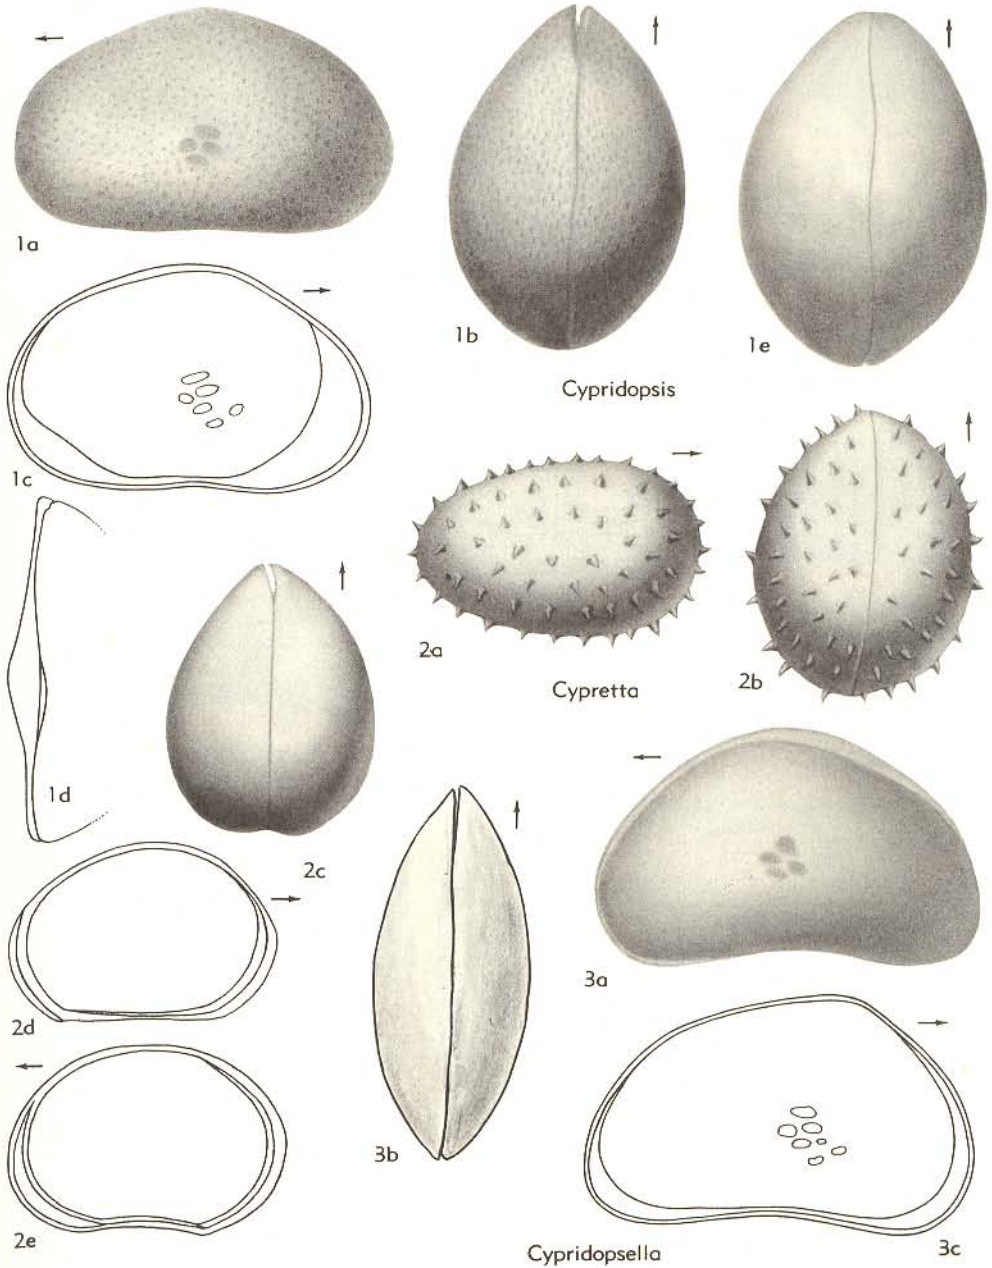 1a
1b
1e
Cypridopsis
1c
2a
2b
Cypretta
1d
2c
3a
2d
3b
2e
3c
Cypridopsella